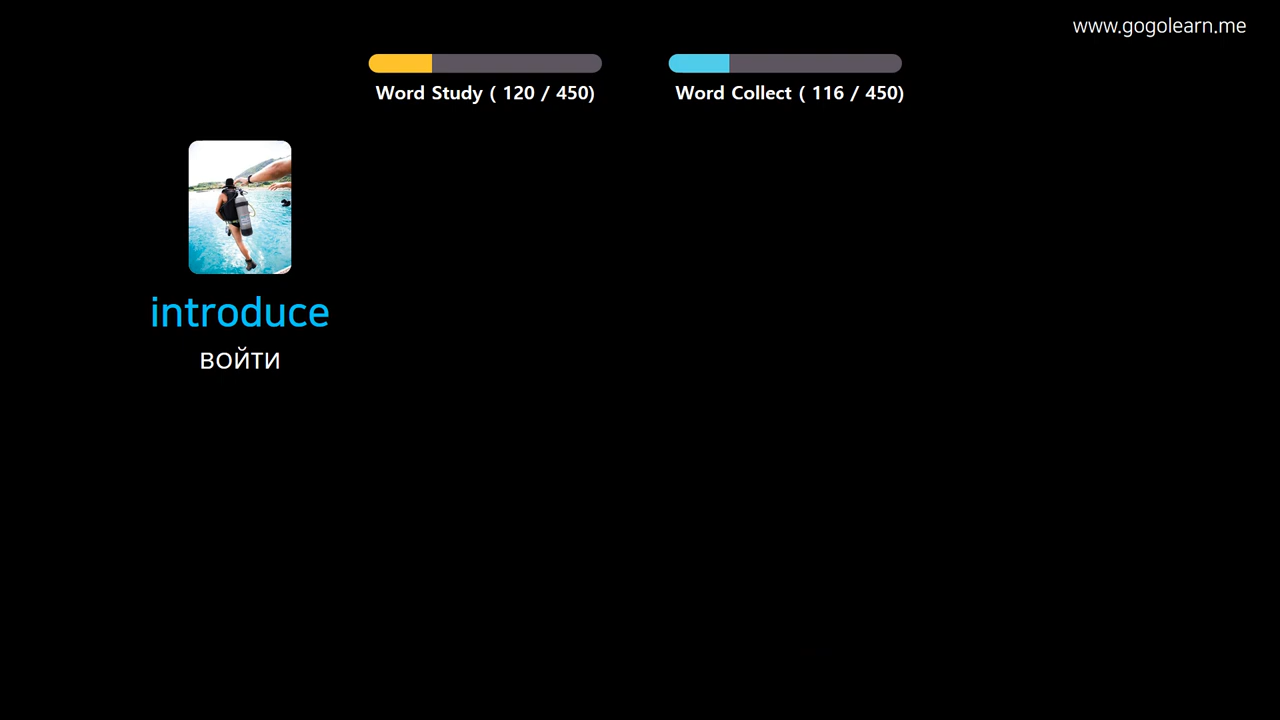 www.gogolearn.me
Word Study ( 120 / 450)
Word Collect ( 116 / 450)
introduce
войти